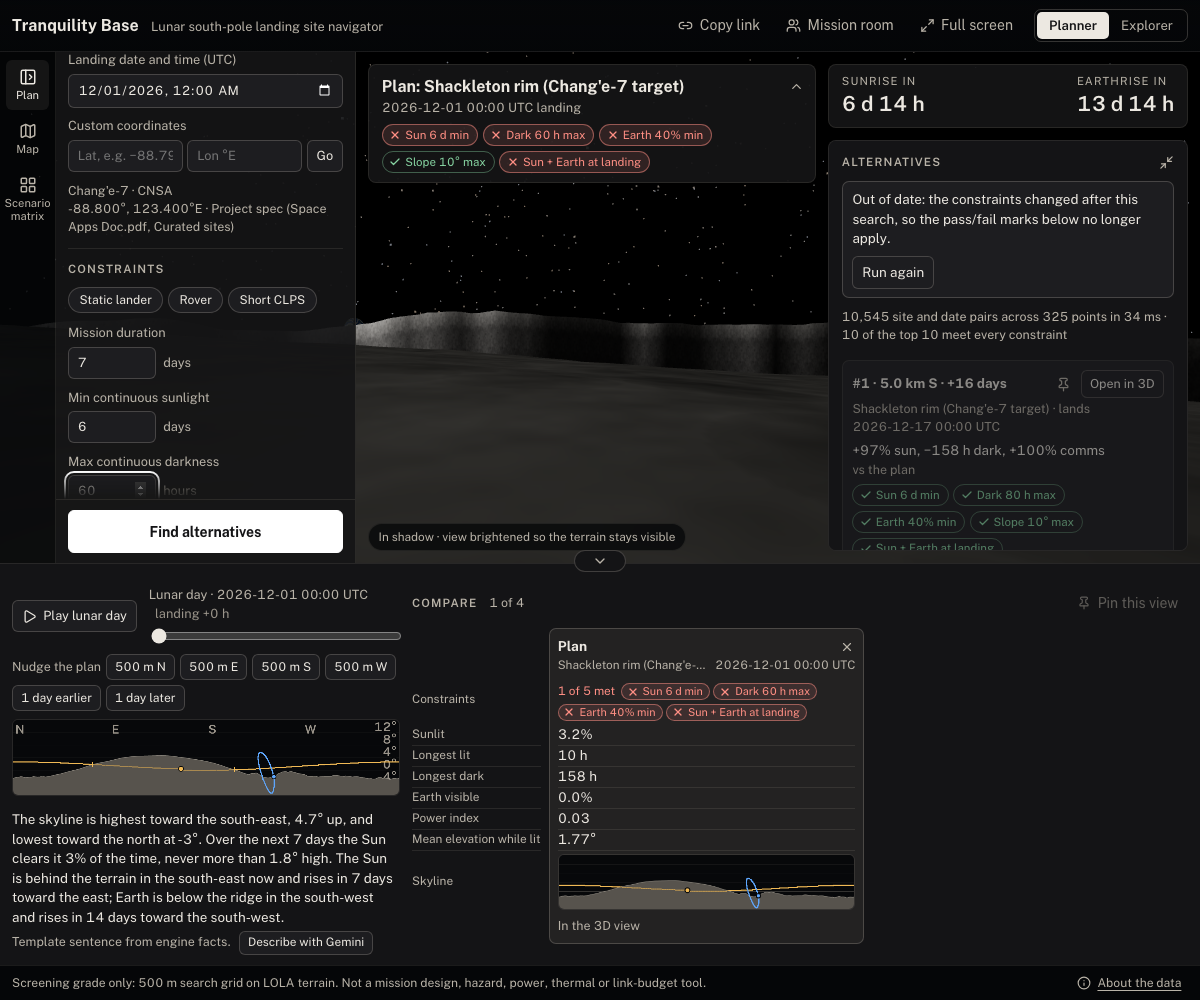 Tranquility Base Lunar south-pole landing site navigator
Copy link
Mission room
Full screen
Planner
Explorer
Plan
Map
Scenario
matrix
Landing date and time (UTC)
12/01/2026, 12:00 AM
Custom coordinates
Lat, e.g. −88.79
Lon °E
Go
Chang'e-7 · CNSA
-88.800°, 123.400°E · Project spec (Space
Apps Doc.pdf, Curated sites)
CONSTRAINTS
Static lander
Rover
Short CLPS
Mission duration
7 days
Min continuous sunlight
6 days
Max continuous darkness
60 hours
Find alternatives
Plan: Shackleton rim (Chang'e-7 target)
2026-12-01 00:00 UTC landing
Sun 6 d min
Dark 60 h max
Earth 40% min
Slope 10° max
Sun + Earth at landing
In shadow · view brightened so the terrain stays visible
SUNRISE IN
6 d 14 h
EARTHRISE IN
13 d 14 h
ALTERNATIVES
Out of date: the constraints changed after this
search, so the pass/fail marks below no longer
apply.
Run again
10,545 site and date pairs across 325 points in 34 ms ·
10 of the top 10 meet every constraint
#1 · 5.0 km S · +16 days
Open in 3D
Shackleton rim (Chang'e-7 target) · lands
2026-12-17 00:00 UTC
+97% sun, −158 h dark, +100% comms
vs the plan
Sun 6 d min
Dark 80 h max
Earth 40% min
Slope 10° max
Sun + Earth at landing
Play lunar day
Lunar day · 2026-12-01 00:00 UTC
landing +0 h
Nudge the plan
500 m N
500 m E
500 m S
500 m W
1 day earlier
1 day later
N E S W
12°
8°
4°
0°
-4°
The skyline is highest toward the south-east, 4.7° up, and
lowest toward the north at -3°. Over the next 7 days the Sun
clears it 3% of the time, never more than 1.8° high. The Sun
is behind the terrain in the south-east now and rises in 7 days
toward the east; Earth is below the ridge in the south-west
and rises in 14 days toward the south-west.
Template sentence from engine facts.
Describe with Gemini
COMPARE 1 of 4
Pin this view
Plan
Shackleton rim (Chang'e-... 2026-12-01 00:00 UTC
Constraints
1 of 5 met
Sun 6 d min
Dark 60 h max
Earth 40% min
Sun + Earth at landing
Sunlit 3.2%
Longest lit 10 h
Longest dark 158 h
Earth visible 0.0%
Power index 0.03
Mean elevation while lit 1.77°
Skyline
In the 3D view
Screening grade only: 500 m search grid on LOLA terrain. Not a mission design, hazard, power, thermal or link-budget tool.
About the data